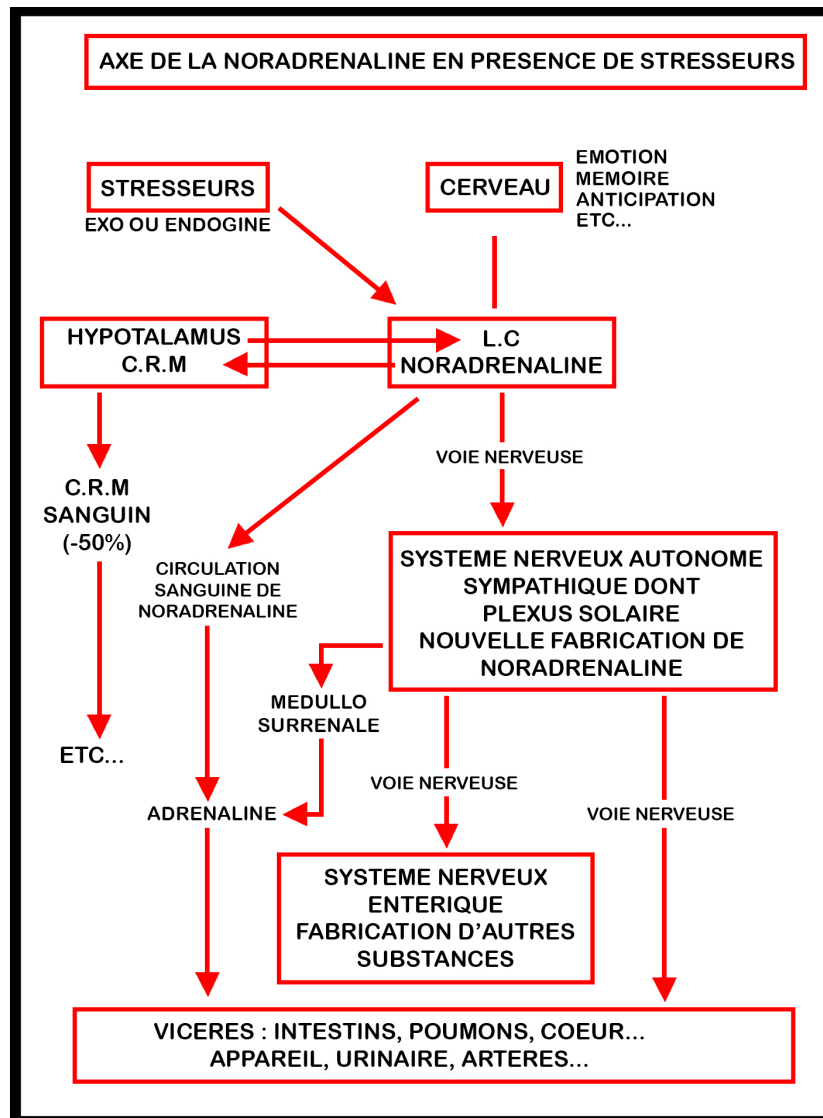 AXE DE LA NORADRENALINE EN PRESENCE DE STRESSEURS
STRESSEURS
EXO OU ENDOGINE
CERVEAU
EMOTION
MEMOIRE
ANTICIPATION
ETC...
HYPOTALAMUS
C.R.M
L.C
NORADRENALINE
VOIE NERVEUSE
C.R.M
SANGUIN
(-50%)
CIRCULATION
SANGUINE DE
NORADRENALINE
SYSTEME NERVEUX AUTONOME
SYMPATHIQUE DONT
PLEXUS SOLAIRE
NOUVELLE FABRICATION DE
NORADRENALINE
MEDULLO
SURRENALE
ETC...
VOIE NERVEUSE
ADRENALINE
VOIE NERVEUSE
SYSTEME NERVEUX
ENTERIQUE
FABRICATION D'AUTRES
SUBSTANCES
VICERES : INTESTINS, POUMONS, COEUR...
APPAREIL, URINAIRE, ARTERES...